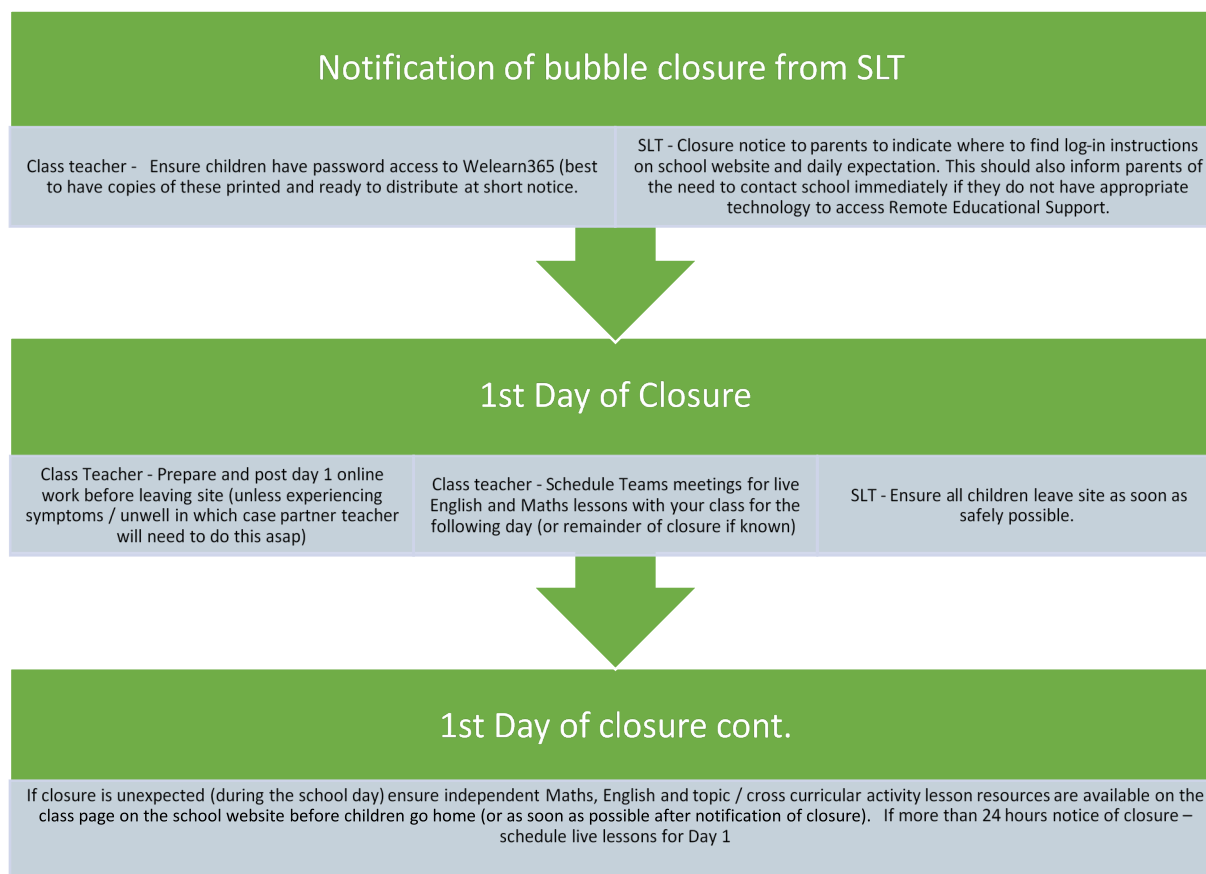 Notification of bubble closure from SLT
Class teacher -   Ensure children have password access to Welearn365 (best
to have copies of these printed and ready to distribute at short notice.
SLT - Closure notice to parents to indicate where to find log-in instructions
on school website and daily expectation. This should also inform parents of
the need to contact school immediately if they do not have appropriate
technology to access Remote Educational Support.
1st Day of Closure
Class Teacher - Prepare and post day 1 online
work before leaving site (unless experiencing
symptoms / unwell in which case partner teacher
will need to do this asap)
Class teacher - Schedule Teams meetings for live
English and Maths lessons with your class for the
following day (or remainder of closure if known)
SLT - Ensure all children leave site as soon as
safely possible.
1st Day of closure cont.
If closure is unexpected (during the school day) ensure independent Maths, English and topic / cross curricular activity lesson resources are available on the
class page on the school website before children go home (or as soon as possible after notification of closure).   If more than 24 hours notice of closure –
schedule live lessons for Day 1